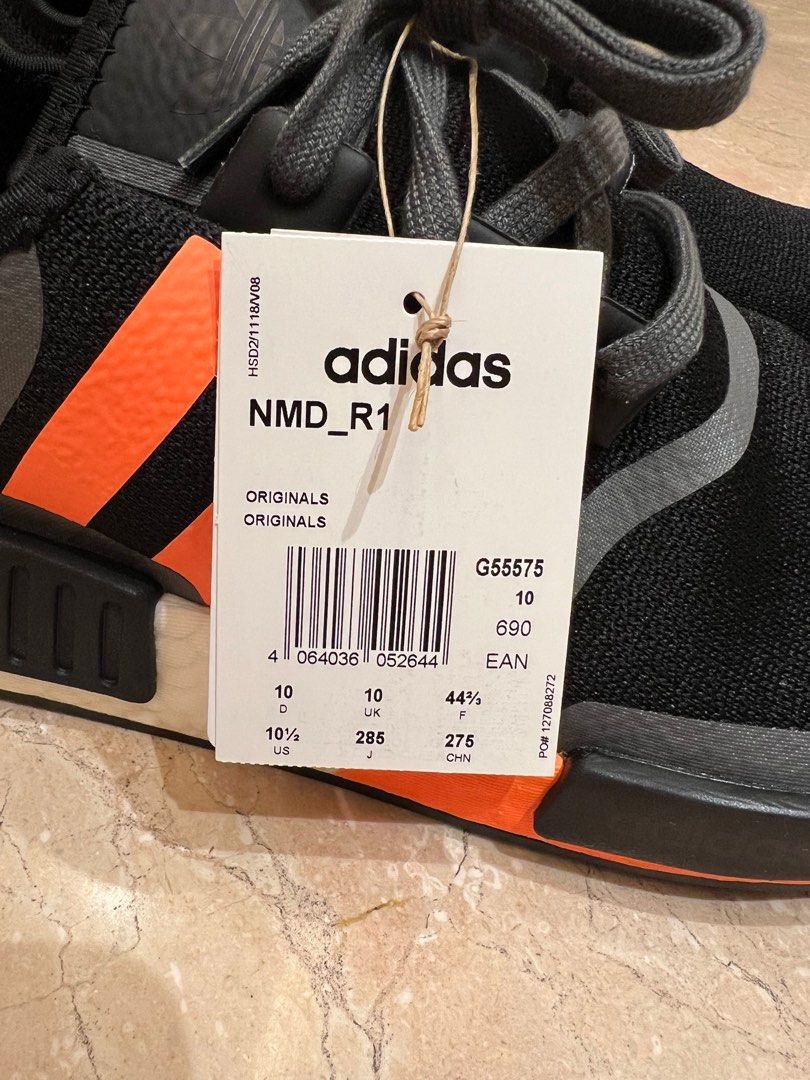 HSD2/1118/V08
adidas
NMD_R1
ORIGINALS
ORIGINALS
G55575
10
690
EAN
4 064036 052644
10 10 44⅔
D UK F
10½ 285 275
US J CHN
PO# 127088272